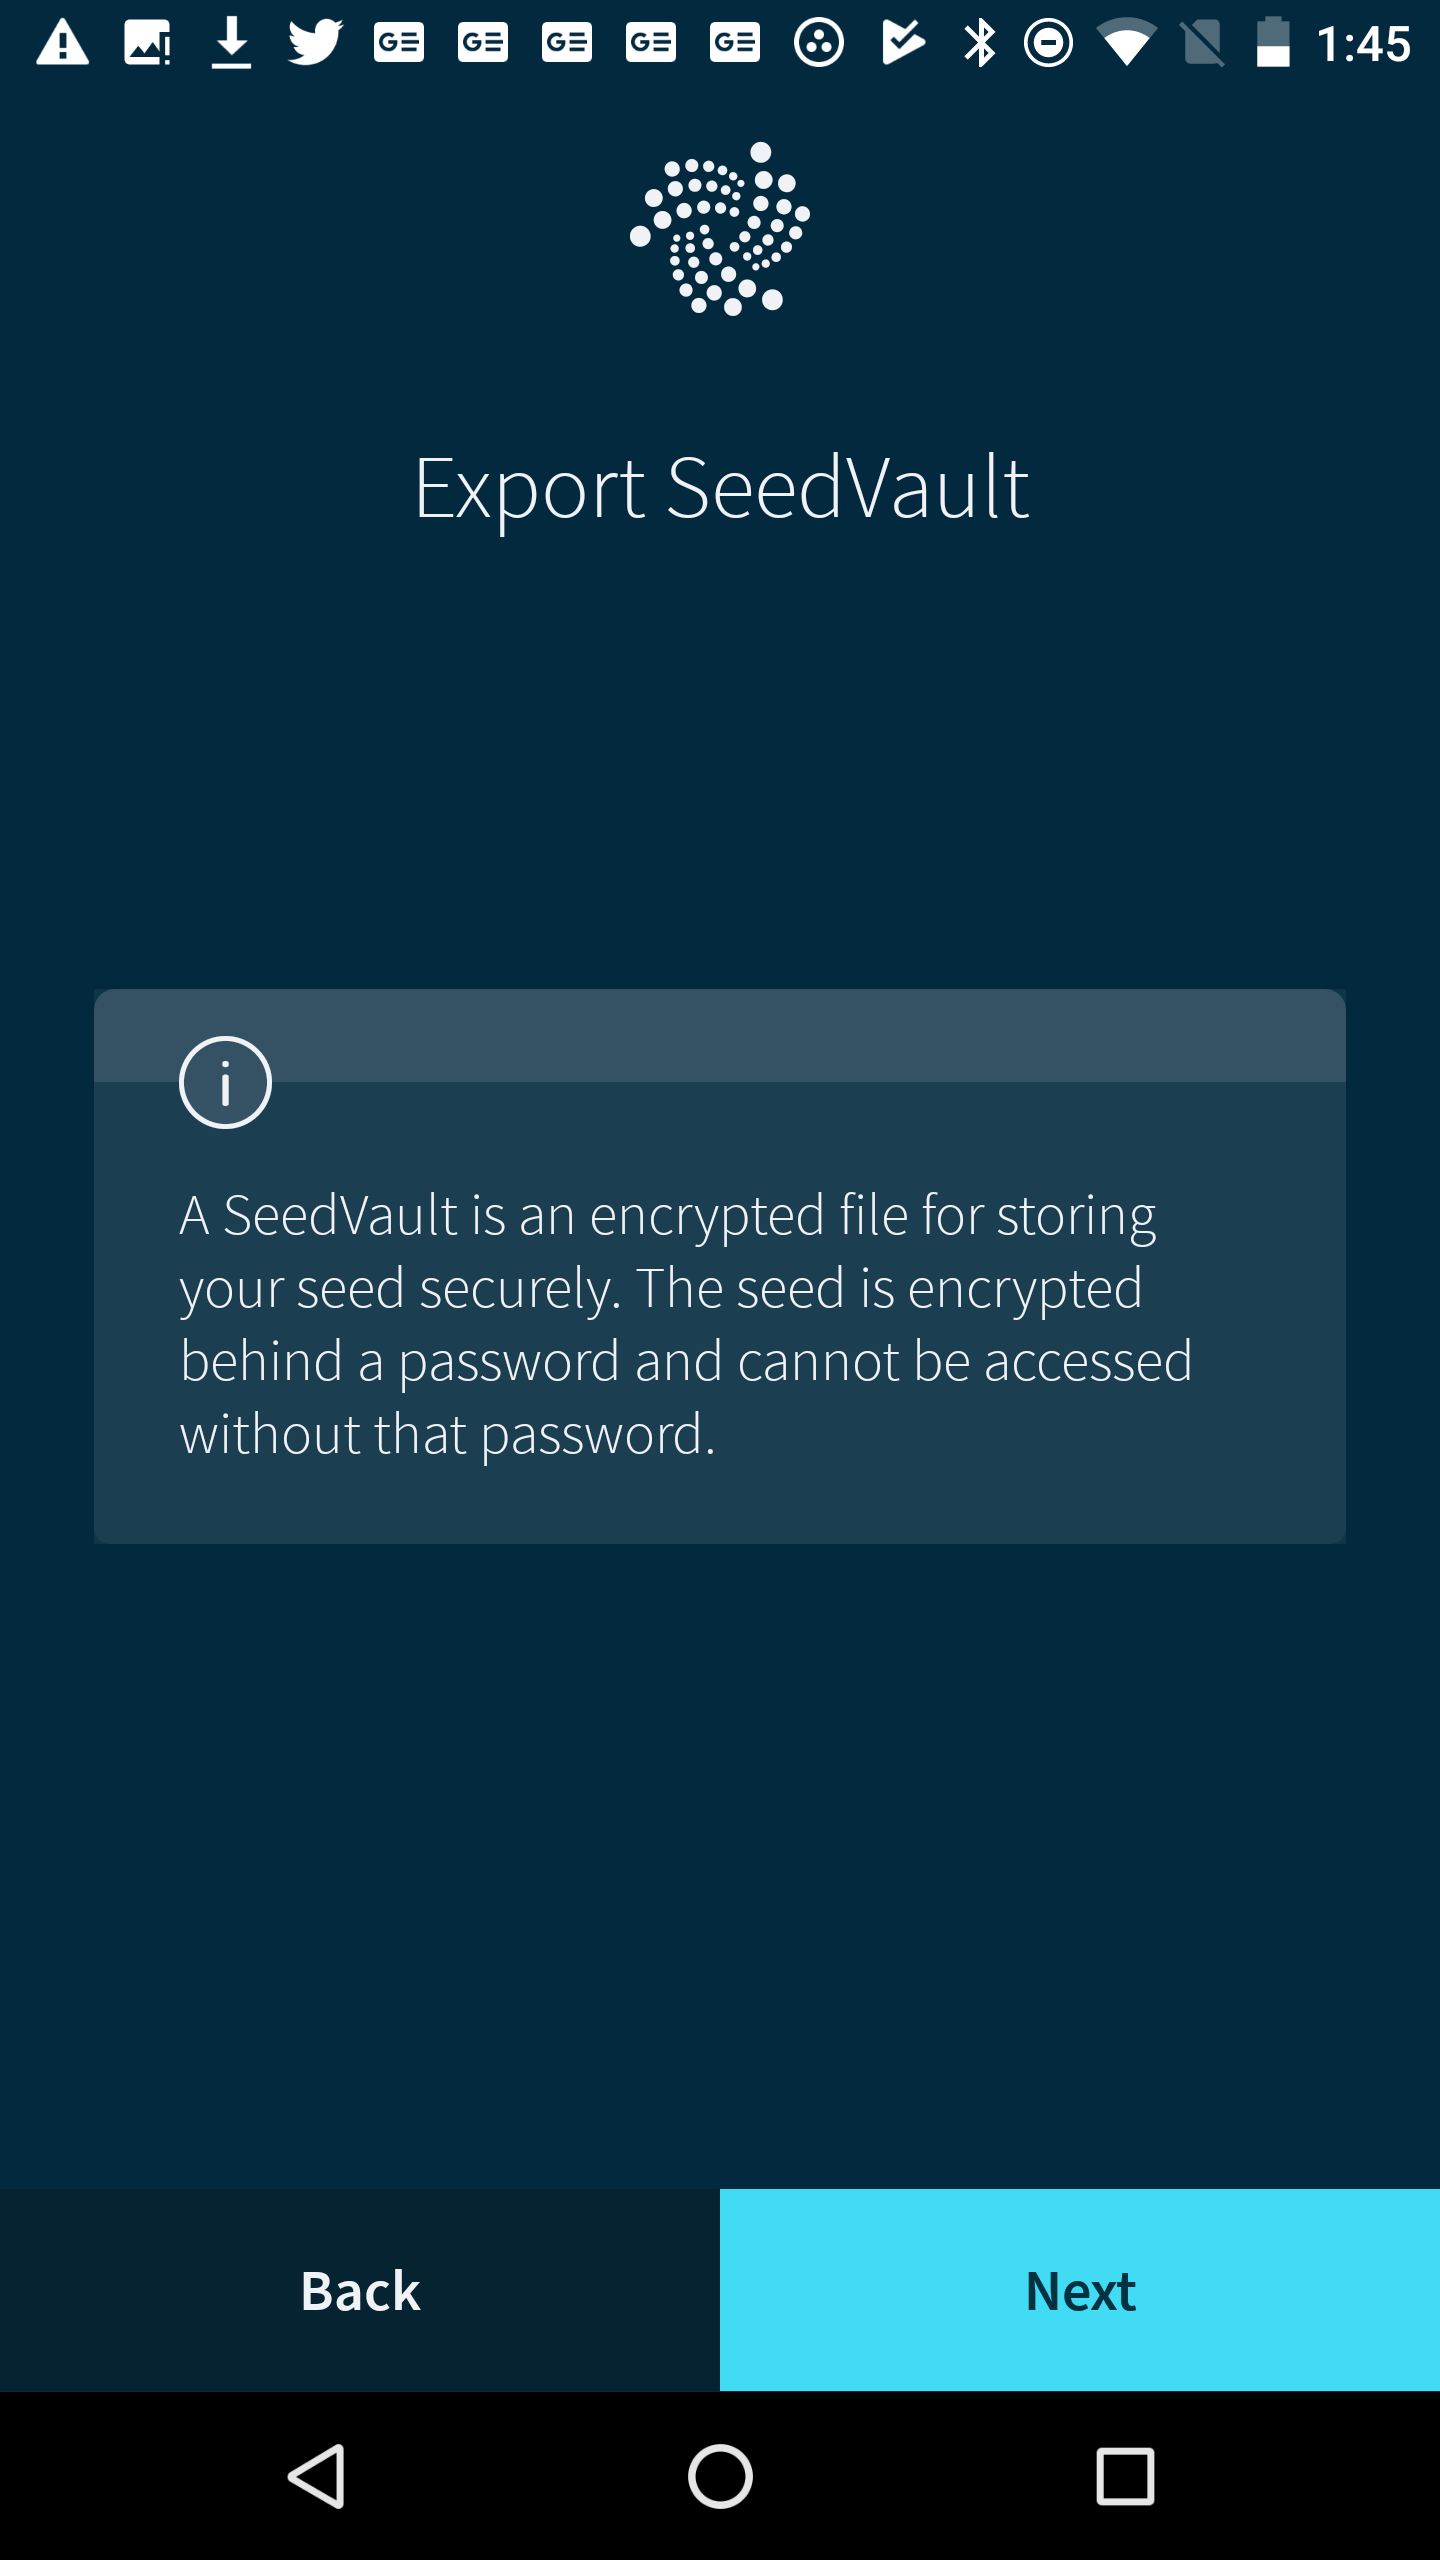 1:45
Export SeedVault
A SeedVault is an encrypted file for storing
your seed securely. The seed is encrypted
behind a password and cannot be accessed
without that password.
Back
Next